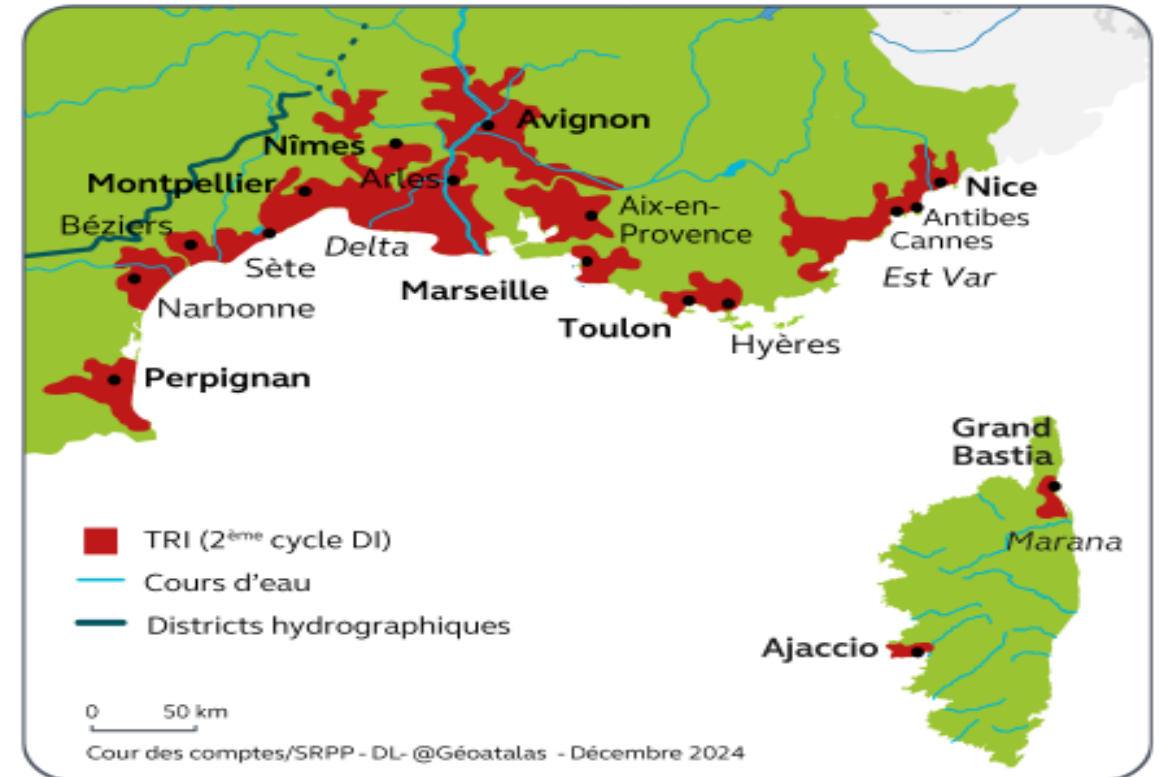 Avignon
Nîmes
Montpellier
Arles
Nice
Béziers
Aix-en-
Provence
Antibes
Cannes
Delta
Sète
Est Var
Narbonne
Marseille
Toulon
Hyères
Perpignan
Grand
Bastia
Marana
TRI (2ème cycle DI)
Cours d'eau
Districts hydrographiques
Ajaccio
0 50 km
Cour des comptes/SRPP - DL- @Géoatalas - Décembre 2024